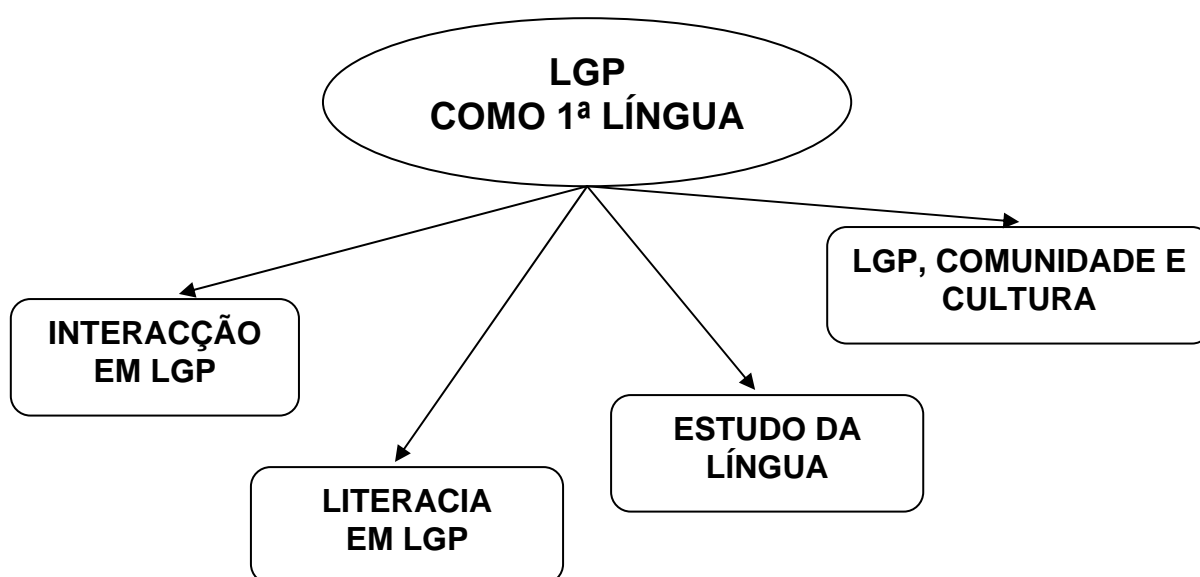 LGP
COMO 1ª LÍNGUA
INTERACÇÃO
EM LGP
LITERACIA
EM LGP
ESTUDO DA
LÍNGUA
LGP, COMUNIDADE E
CULTURA